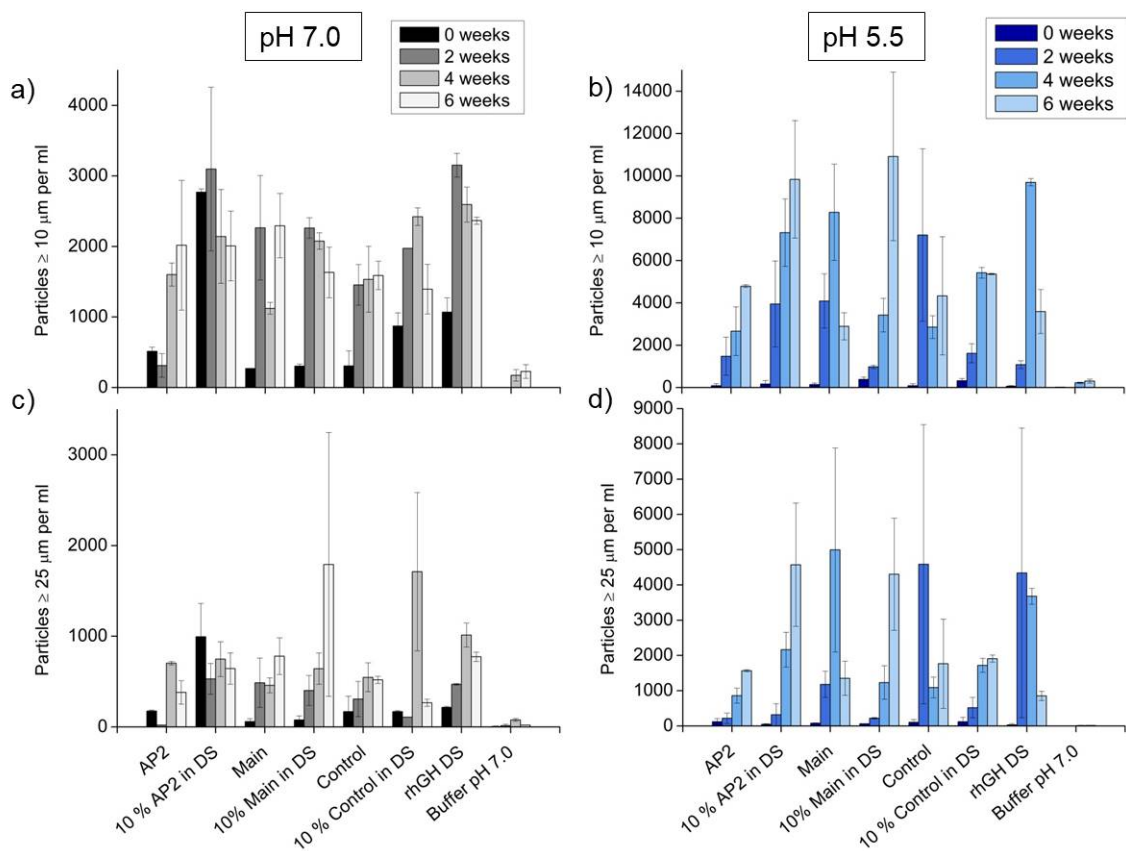 pH 7.0
0 weeks
2 weeks
4 weeks
6 weeks
pH 5.5
0 weeks
2 weeks
4 weeks
6 weeks
a)
Particles ≥ 10 μm per ml
4000
3000
2000
1000
0
b)
Particles ≥ 10 μm per ml
14000
12000
10000
8000
6000
4000
2000
0
c)
Particles ≥ 25 μm per ml
3000
2000
1000
0
AP2
10 % AP2 in DS
Main
10% Main in DS
Control
10 % Control in DS
rhGH DS
Buffer pH 7.0
d)
Particles ≥ 25 μm per ml
9000
8000
7000
6000
5000
4000
3000
2000
1000
0
AP2
10 % AP2 in DS
Main
10% Main in DS
Control
10 % Control in DS
rhGH DS
Buffer pH 7.0